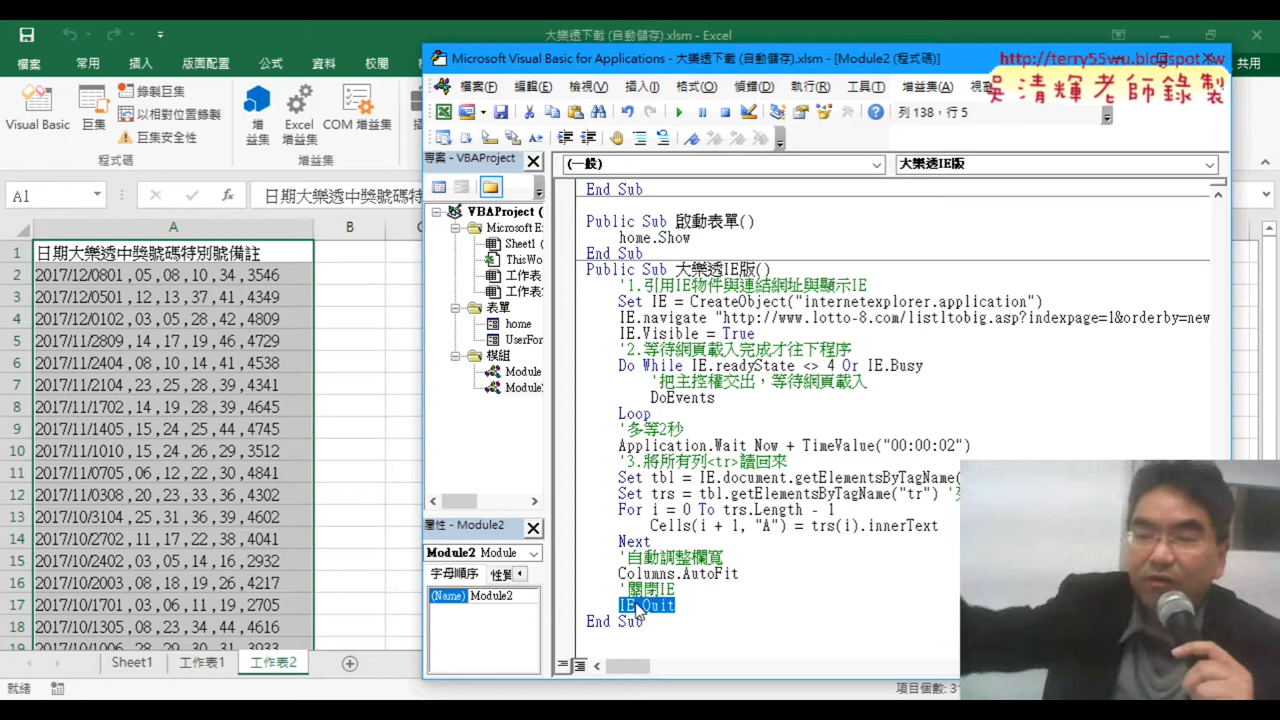 大樂透下載 (自動儲存).xlsm - Excel
檔案 常用 插入 版面配置 公式 資料 校閱 共用
Visual Basic
巨集
錄製巨集
以相對位置錄製
巨集安全性
程式碼
增益集
Excel 增益集
COM 增益集
增益集
A1
日期大樂透中獎號碼特
A B
1 日期大樂透中獎號碼特別號備註
2 2017/12/0801 , 05 , 08 , 10 , 34 , 3546
3 2017/12/0501 , 12 , 13 , 37 , 41 , 4349
4 2017/12/0102 , 03 , 05 , 28 , 42 , 4809
5 2017/11/2809 , 14 , 17 , 19 , 46 , 4729
6 2017/11/2404 , 08 , 10 , 14 , 41 , 4538
7 2017/11/2104 , 23 , 25 , 28 , 39 , 4341
8 2017/11/1702 , 14 , 19 , 28 , 39 , 4645
9 2017/11/1405 , 19 , 24 , 25 , 44 , 4745
10 2017/11/1010 , 15 , 24 , 26 , 29 , 3512
11 2017/11/0705 , 06 , 12 , 22 , 30 , 4841
12 2017/11/0308 , 20 , 23 , 33 , 36 , 4302
13 2017/10/3104 , 25 , 31 , 36 , 39 , 4602
14 2017/10/2702 , 11 , 17 , 22 , 38 , 4041
15 2017/10/2402 , 03 , 05 , 14 , 16 , 2932
16 2017/10/2003 , 08 , 18 , 19 , 26 , 4217
17 2017/10/1701 , 03 , 06 , 11 , 19 , 2705
18 2017/10/1305 , 08 , 23 , 34 , 44 , 4616
Sheet1 工作表1 工作表2
就緒
Microsoft Visual Basic for Applications - 大樂透下載 (自動儲存).xlsm - [Module2 (程式碼)]
http://terry55wu.blogspot.tw
吳清輝老師錄製
檔案(F) 編輯(E) 檢視(V) 插入(I) 格式(O) 偵錯(D) 執行(R) 工具(T) 增益集(A)
列 138，行 5
專案 - VBAProject
VBAProject (
Microsoft E
Sheet1 (
ThisWo
工作表
工作表
表單
home
UserFor
模組
Module
Module
屬性 - Module2
Module2 Module
字母順序 性質
(Name) Module2
(一般) 大樂透IE版
End Sub
Public Sub 啟動表單()
home.Show
End Sub
Public Sub 大樂透IE版()
'1.引用IE物件與連結網址與顯示IE
Set IE = CreateObject("internetexplorer.application")
IE.navigate "http://www.lotto-8.com/listltobig.asp?indexpage=1&orderby=new
IE.Visible = True
'2.等待網頁載入完成才往下程序
Do While IE.readyState <> 4 Or IE.Busy
'把主控權交出，等待網頁載入
DoEvents
Loop
'多等2秒
Application.Wait Now + TimeValue("00:00:02")
'3.將所有列<tr>讀回來
Set tbl = IE.document.getElementsByTagName(
Set trs = tbl.getElementsByTagName("tr")
For i = 0 To trs.Length - 1
Cells(i + 1, "A") = trs(i).innerText
Next
'自動調整欄寬
Columns.AutoFit
'關閉IE
IE.Quit
End Sub